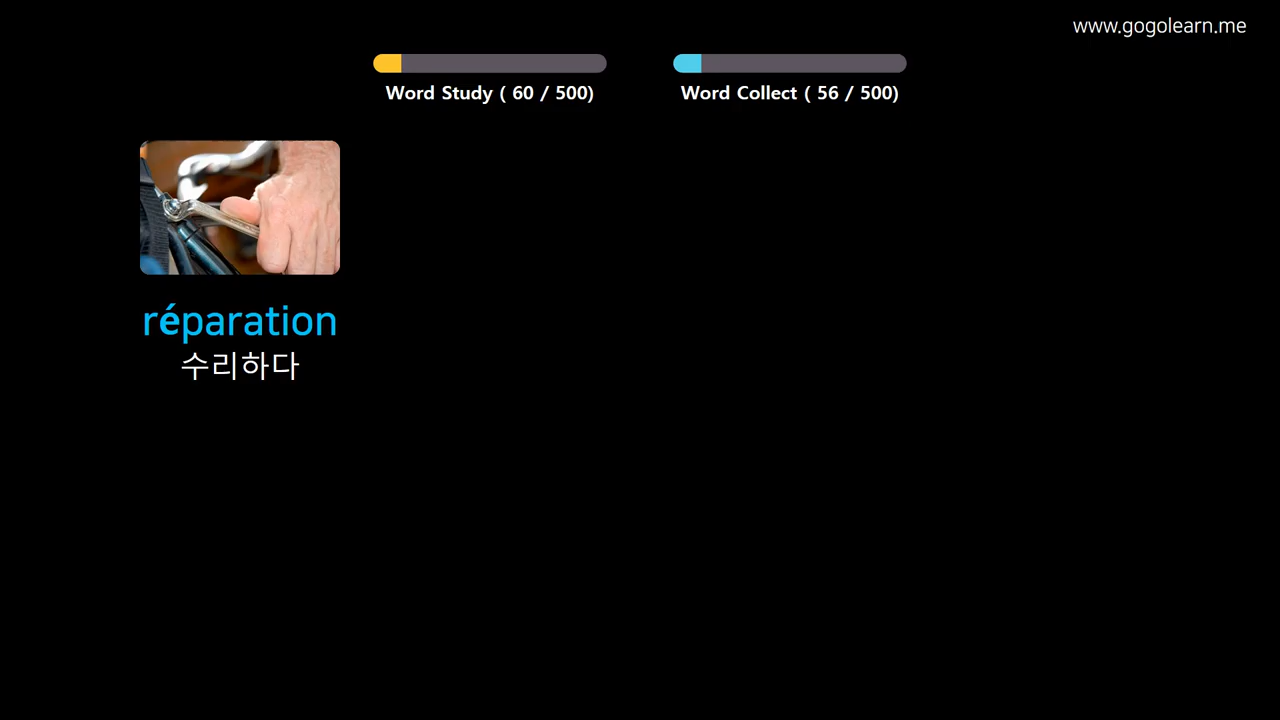 www.gogolearn.me
Word Study ( 60 / 500)
Word Collect ( 56 / 500)
réparation
수리하다